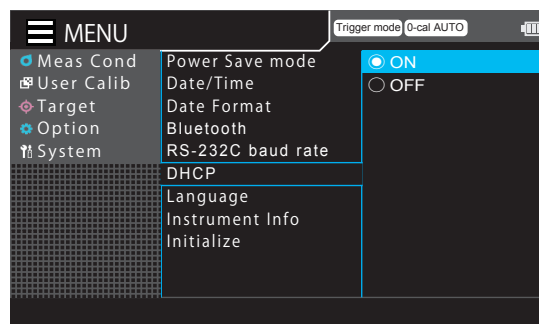 MENU
Trigger mode 0-cal AUTO
Meas Cond
User Calib
Target
Option
System
Power Save mode
Date/Time
Date Format
Bluetooth
RS-232C baud rate
DHCP
Language
Instrument Info
Initialize
ON
OFF